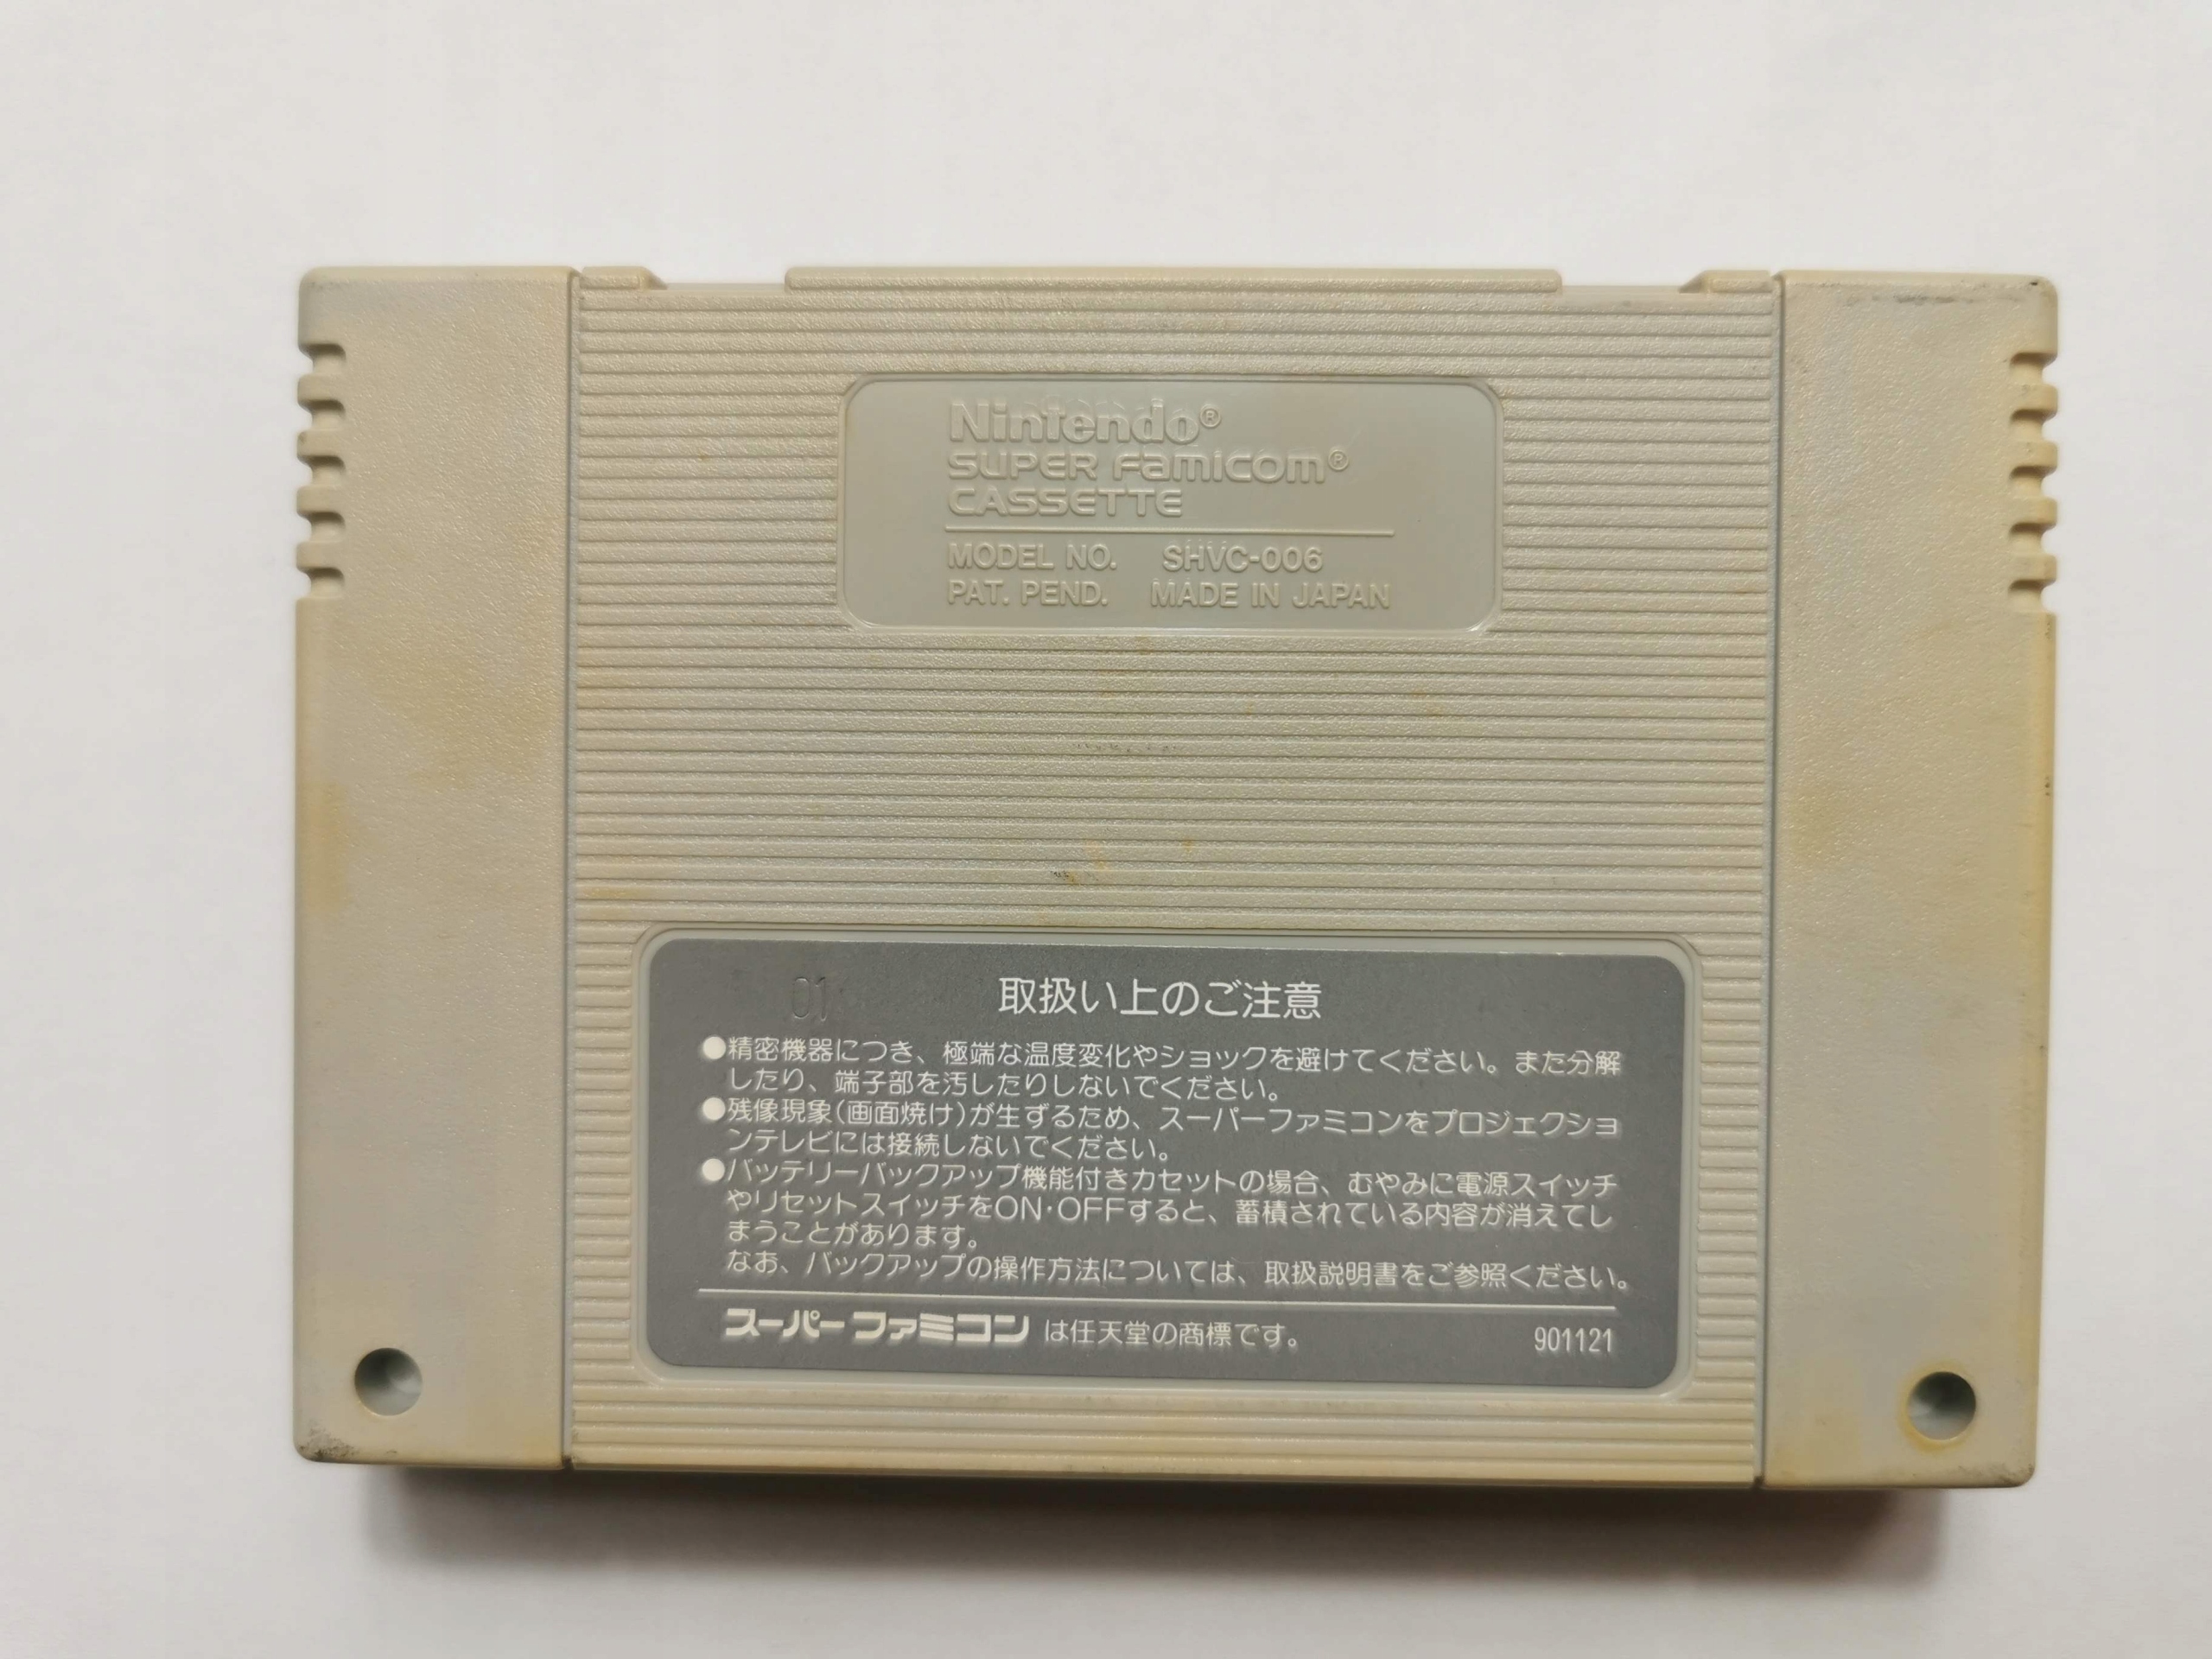 Nintendo®
SUPER Famicom®
CASSETTE
MODEL NO. SHVC-006
PAT. PEND. MADE IN JAPAN
01
取扱い上のご注意
●精密機器につき、極端な温度変化やショックを避けてください。また分解
したり、端子部を汚したりしないでください。
●残像現象(画面焼け)が生ずるため、スーパーファミコンをプロジェクショ
ンテレビには接続しないでください。
●バッテリーバックアップ機能付きカセットの場合、むやみに電源スイッチ
やリセットスイッチをON・OFFすると、蓄積されている内容が消えてし
まうことがあります。
なお、バックアップの操作方法については、取扱説明書をご参照ください。
スーパーファミコン は任天堂の商標です。 901121